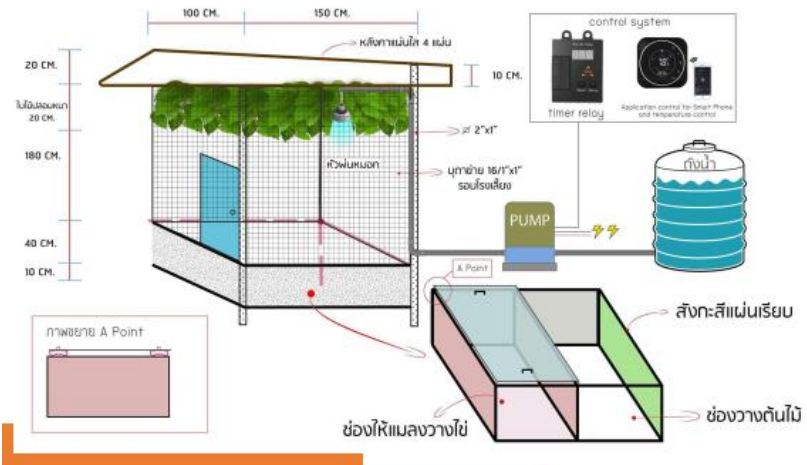 100 CM.
150 CM.
หลังคาแผ่นใส 4 แผ่น
20 CM.
10 CM.
ใบไม้ปลอมหนา
20 CM.
180 CM.
40 CM.
10 CM.
2"x1"
หัวพ่นหมอก
มุ้งตาข่าย 16/1"x1"
รอบโรงเลี้ยง
control system
timer reloy
Application control for Smart Phone
and temperature control
ถังน้ำ
PUMP
A Point
ภาพขยาย A Point
สังกะสีแผ่นเรียบ
ช่องให้แมลงวางไข่
ช่องวางต้นไม้